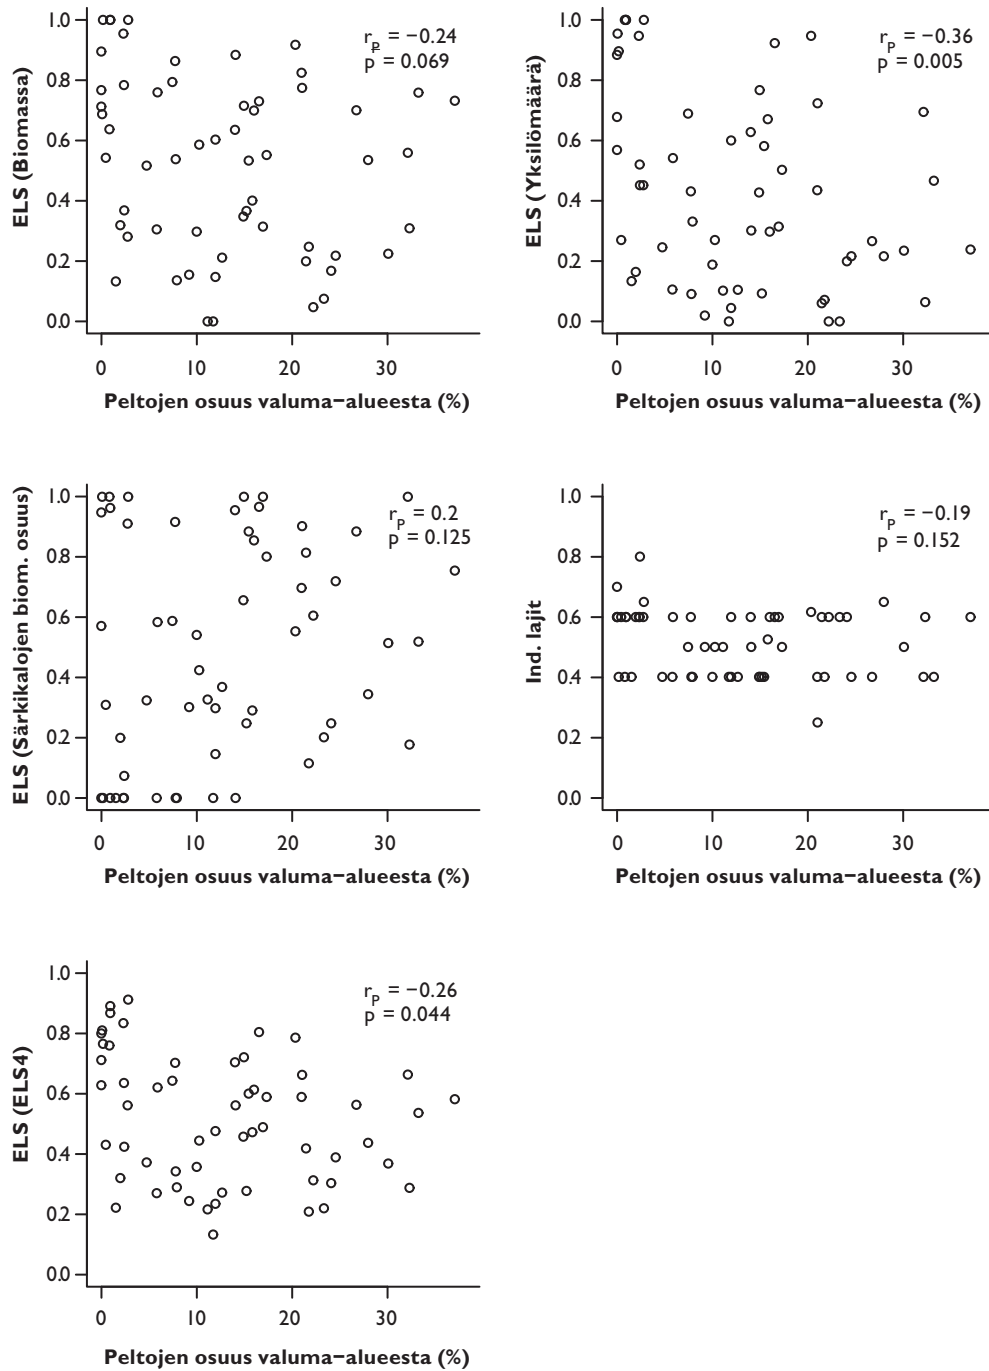 ELS (Biomassa)
1.0
0.8
0.6
0.4
0.2
0.0
rP = −0.24
P = 0.069
0 10 20 30
Peltojen osuus valuma−alueesta (%)
ELS (Yksilömäärä)
1.0
0.8
0.6
0.4
0.2
0.0
rP = −0.36
P = 0.005
0 10 20 30
Peltojen osuus valuma−alueesta (%)
ELS (Särkikalojen biom. osuus)
1.0
0.8
0.6
0.4
0.2
0.0
rP = 0.2
P = 0.125
0 10 20 30
Peltojen osuus valuma−alueesta (%)
Ind. lajit
1.0
0.8
0.6
0.4
0.2
0.0
rP = −0.19
P = 0.152
0 10 20 30
Peltojen osuus valuma−alueesta (%)
ELS (ELS4)
1.0
0.8
0.6
0.4
0.2
0.0
rP = −0.26
P = 0.044
0 10 20 30
Peltojen osuus valuma−alueesta (%)